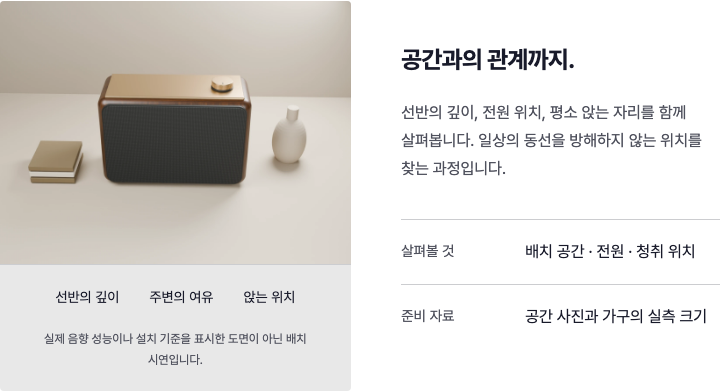 선반의 깊이 주변의 여유 앉는 위치
실제 음향 성능이나 설치 기준을 표시한 도면이 아닌 배치
시연입니다.
공간과의 관계까지.
선반의 깊이, 전원 위치, 평소 앉는 자리를 함께
살펴봅니다. 일상의 동선을 방해하지 않는 위치를
찾는 과정입니다.
살펴볼 것 배치 공간 · 전원 · 청취 위치
준비 자료 공간 사진과 가구의 실측 크기